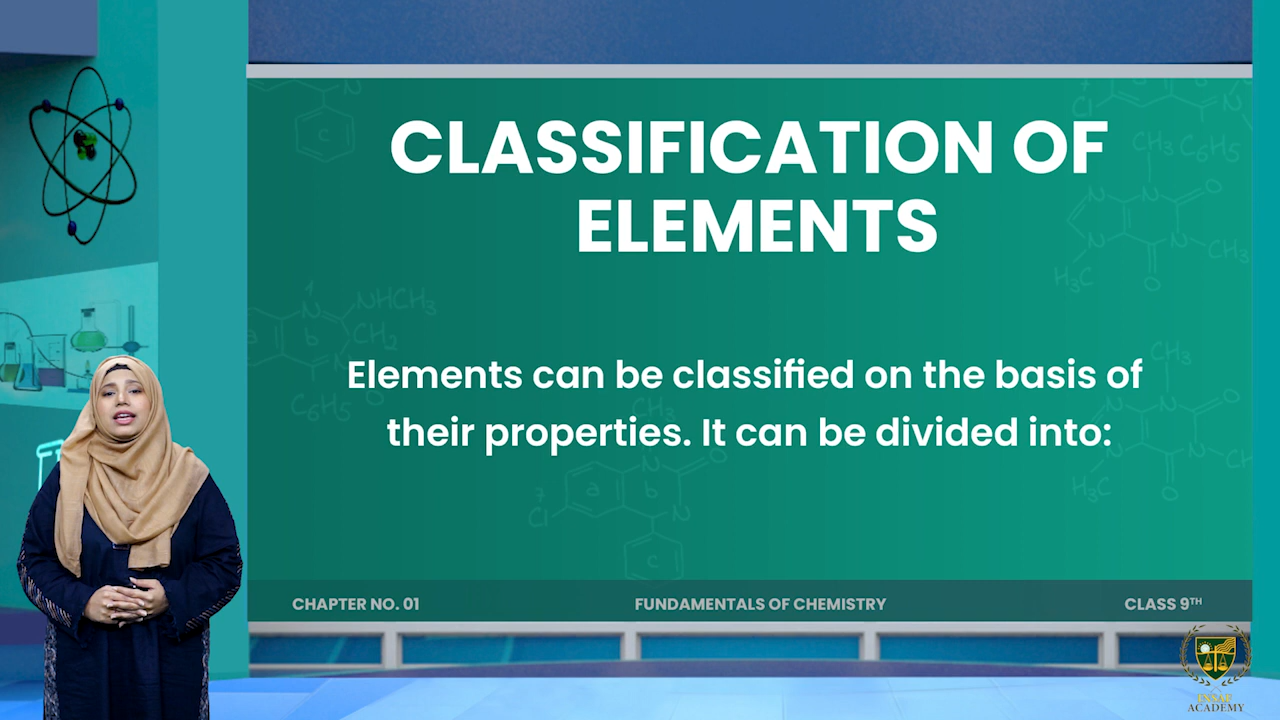 CLASSIFICATION OF
ELEMENTS
Elements can be classified on the basis of
their properties. It can be divided into:
CHAPTER NO. 01
FUNDAMENTALS OF CHEMISTRY
CLASS 9TH
ACADEMY